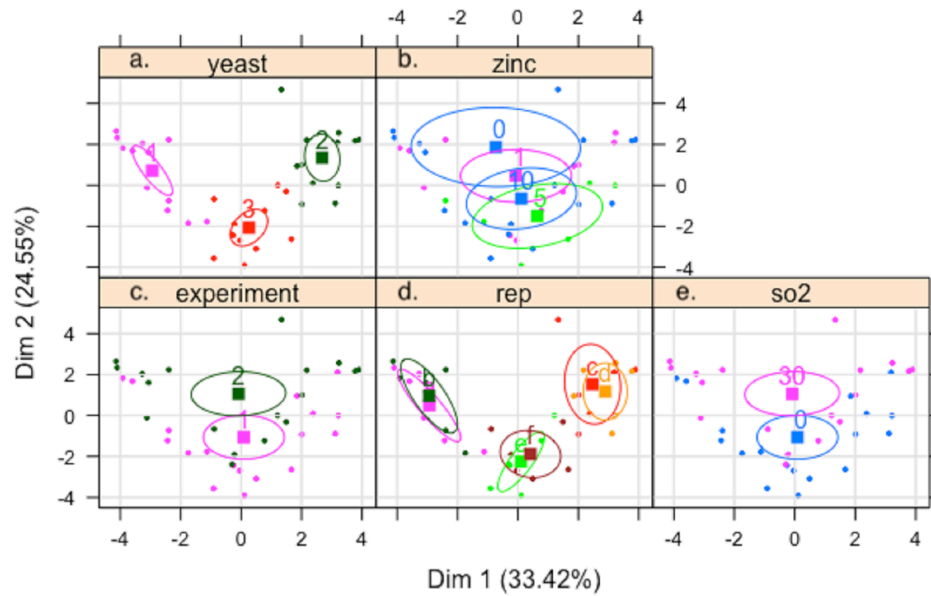 -4 -2 0 2 4
a. yeast b. zinc
1 2 3
0 1 10 5
4
2
0
-2
-4
c. experiment d. rep e. so2
4
2
0
-2
-4
2 1
b c d e f
30 0
-4 -2 0 2 4
-4 -2 0 2 4
Dim 1 (33.42%)
Dim 2 (24.55%)